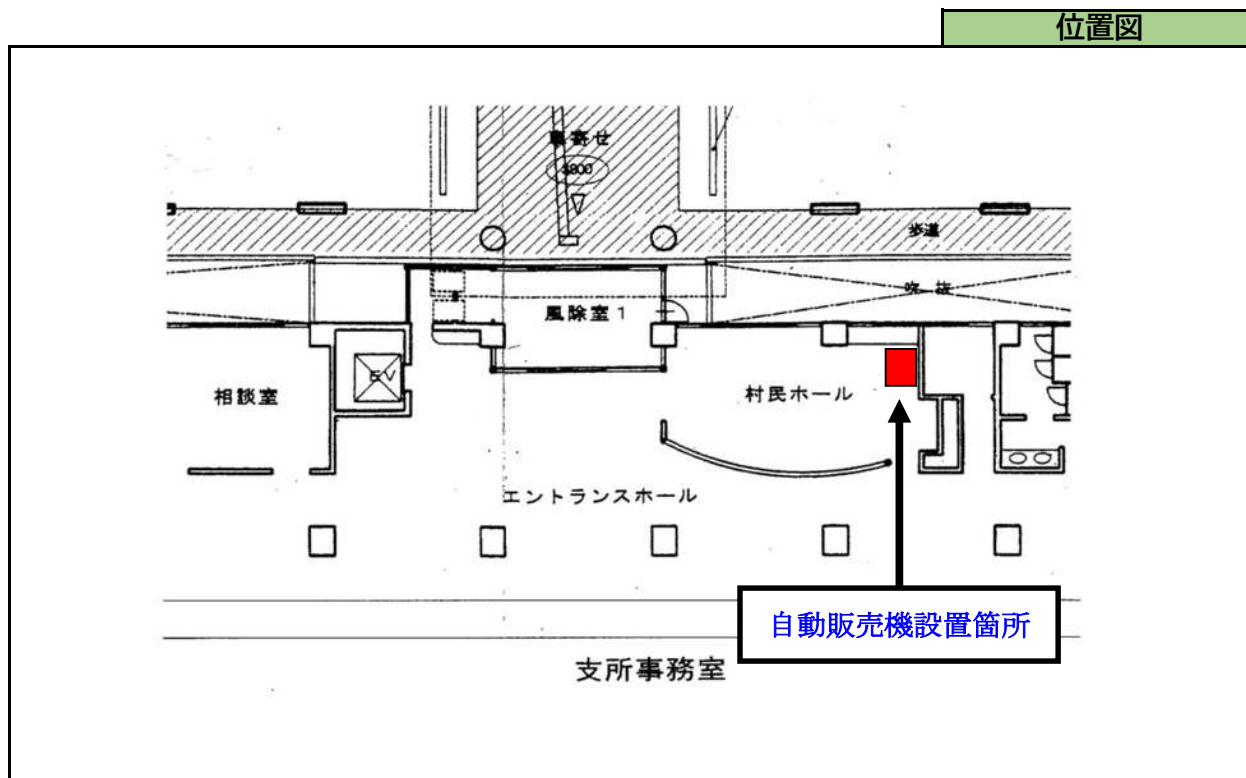 位置図
車寄せ
歩道
吹抜
風除室1
EV
相談室
村民ホール
エントランスホール
自動販売機設置箇所
支所事務室